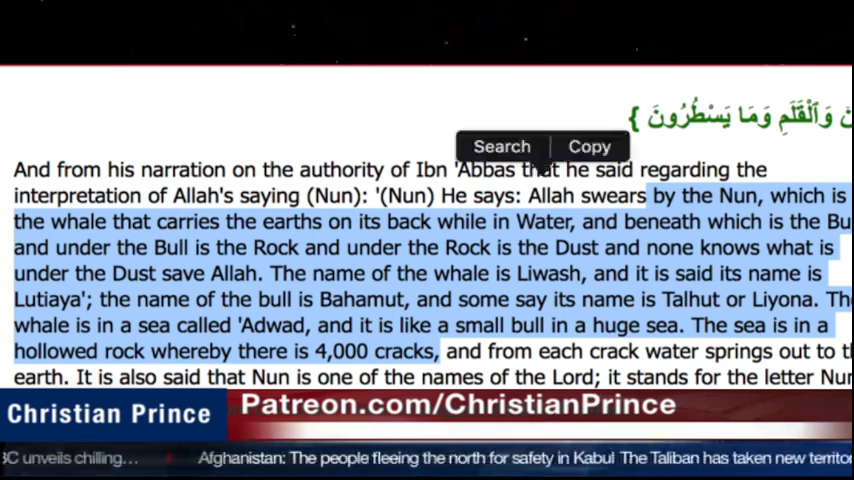 وَٱلْقَلَمِ وَمَا يَسْطُرُونَ }
Search Copy
And from his narration on the authority of Ibn 'Abbas that he said regarding the
interpretation of Allah's saying (Nun): '(Nun) He says: Allah swears by the Nun, which is
the whale that carries the earths on its back while in Water, and beneath which is the
and under the Bull is the Rock and under the Rock is the Dust and none knows what is
under the Dust save Allah. The name of the whale is Liwash, and it is said its name is
Lutiaya'; the name of the bull is Bahamut, and some say its name is Talhut or Liyona.
whale is in a sea called 'Adwad, and it is like a small bull in a huge sea. The sea is in a
hollowed rock whereby there is 4,000 cracks, and from each crack water springs out to
earth. It is also said that Nun is one of the names of the Lord; it stands for the letter
Christian Prince
Patreon.com/ChristianPrince
unveils chilling... Afghanistan: The people fleeing the north for safety in Kabul The Taliban has taken new